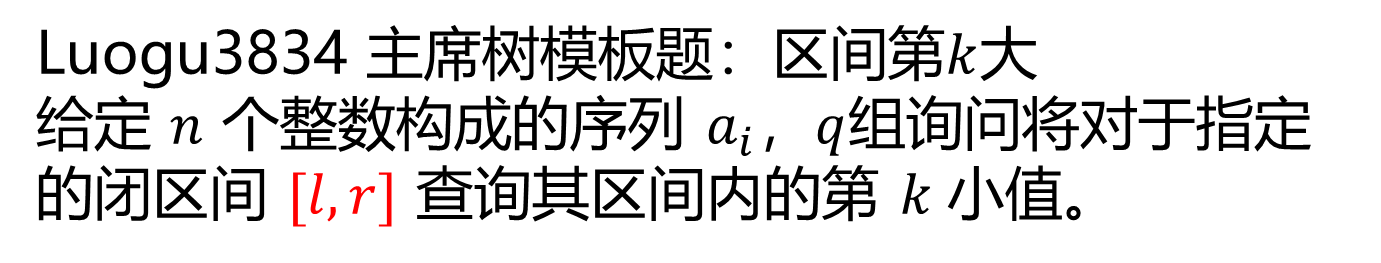 Luogu3834 主席树模板题：区间第k大
给定 n 个整数构成的序列 aᵢ，q组询问将对于指定
的闭区间 [l, r] 查询其区间内的第 k 小值。